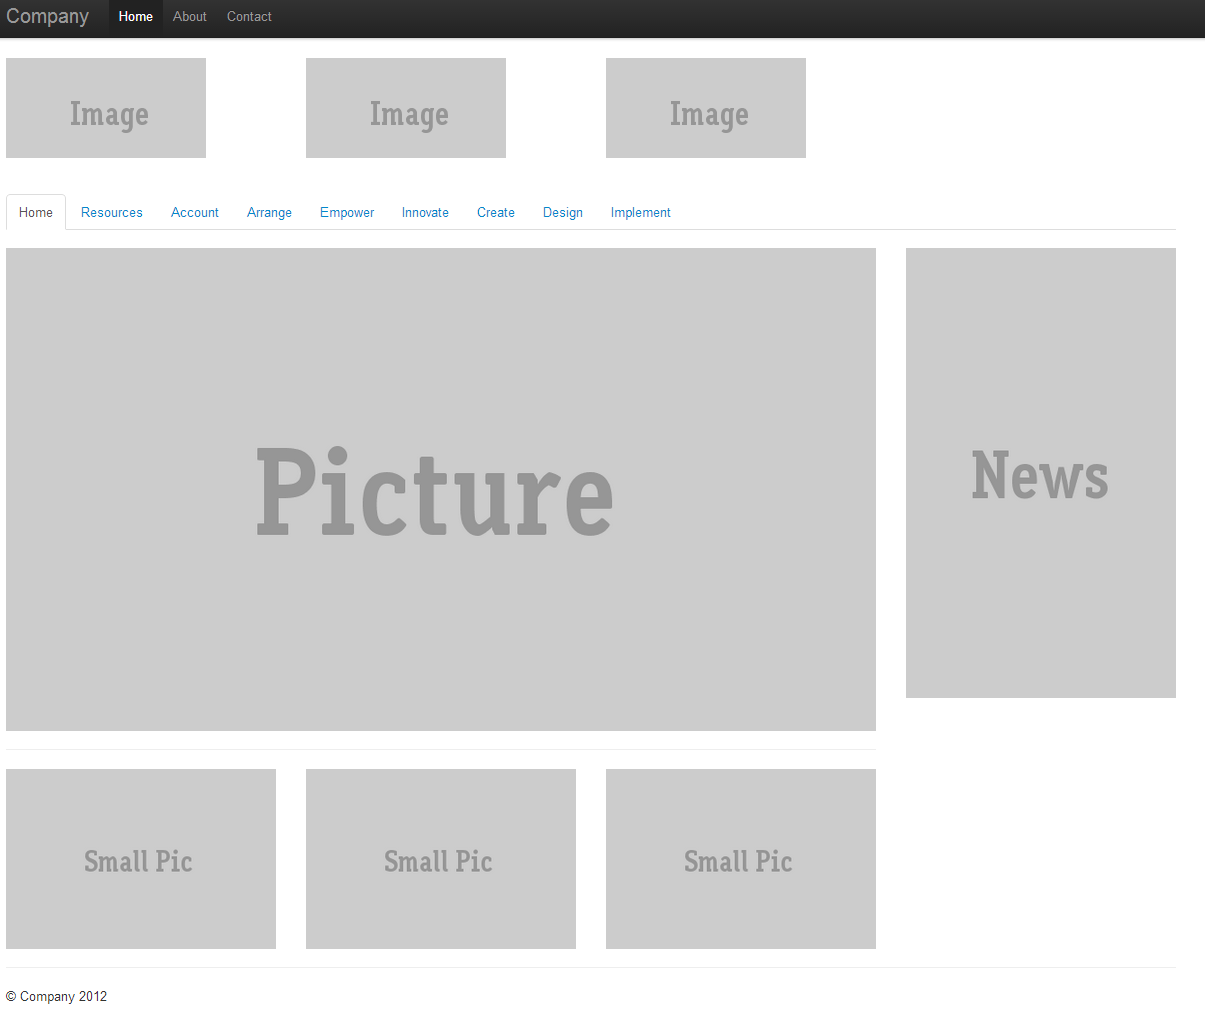 Company Home About Contact
Image Image Image
Home Resources Account Arrange Empower Innovate Create Design Implement
Picture
News
Small Pic Small Pic Small Pic
© Company 2012